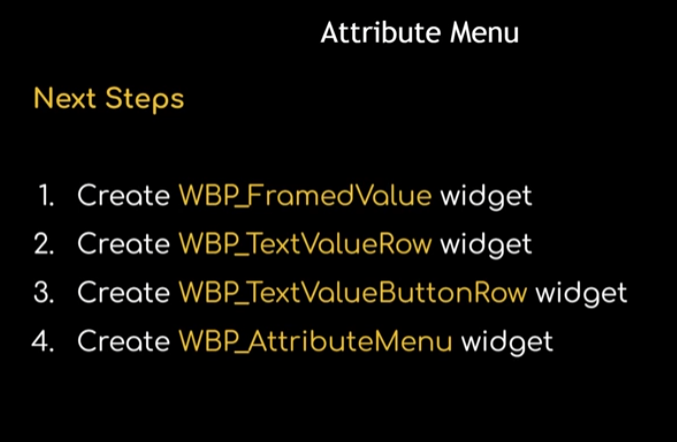 Attribute Menu
Next Steps
1. Create WBP_FramedValue widget
2. Create WBP_TextValueRow widget
3. Create WBP_TextValueButtonRow widget
4. Create WBP_AttributeMenu widget